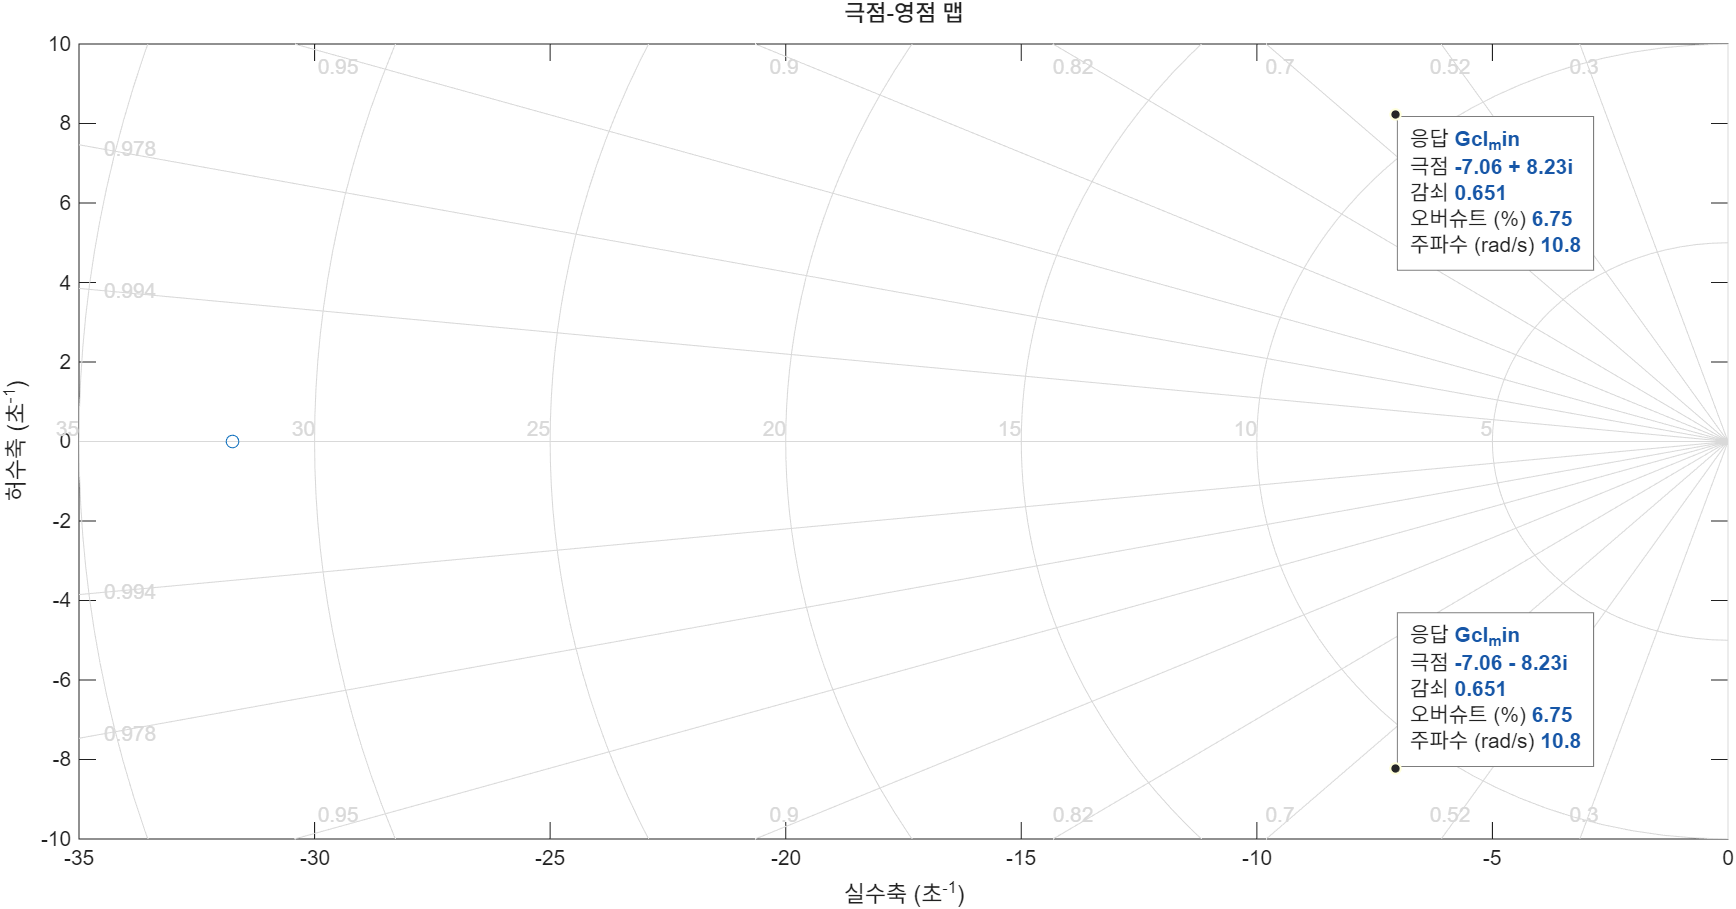 극점-영점 맵
0.95 0.9 0.82 0.7 0.52 0.3
0.978
0.994
35 30 25 20 15 10 5
0.994
0.978
0.95 0.9 0.82 0.7 0.52 0.3
10
8
6
4
2
0
-2
-4
-6
-8
-10
허수축 (초-1)
응답 Gclmin
극점 -7.06 + 8.23i
감쇠 0.651
오버슈트 (%) 6.75
주파수 (rad/s) 10.8
응답 Gclmin
극점 -7.06 - 8.23i
감쇠 0.651
오버슈트 (%) 6.75
주파수 (rad/s) 10.8
-35 -30 -25 -20 -15 -10 -5 0
실수축 (초-1)